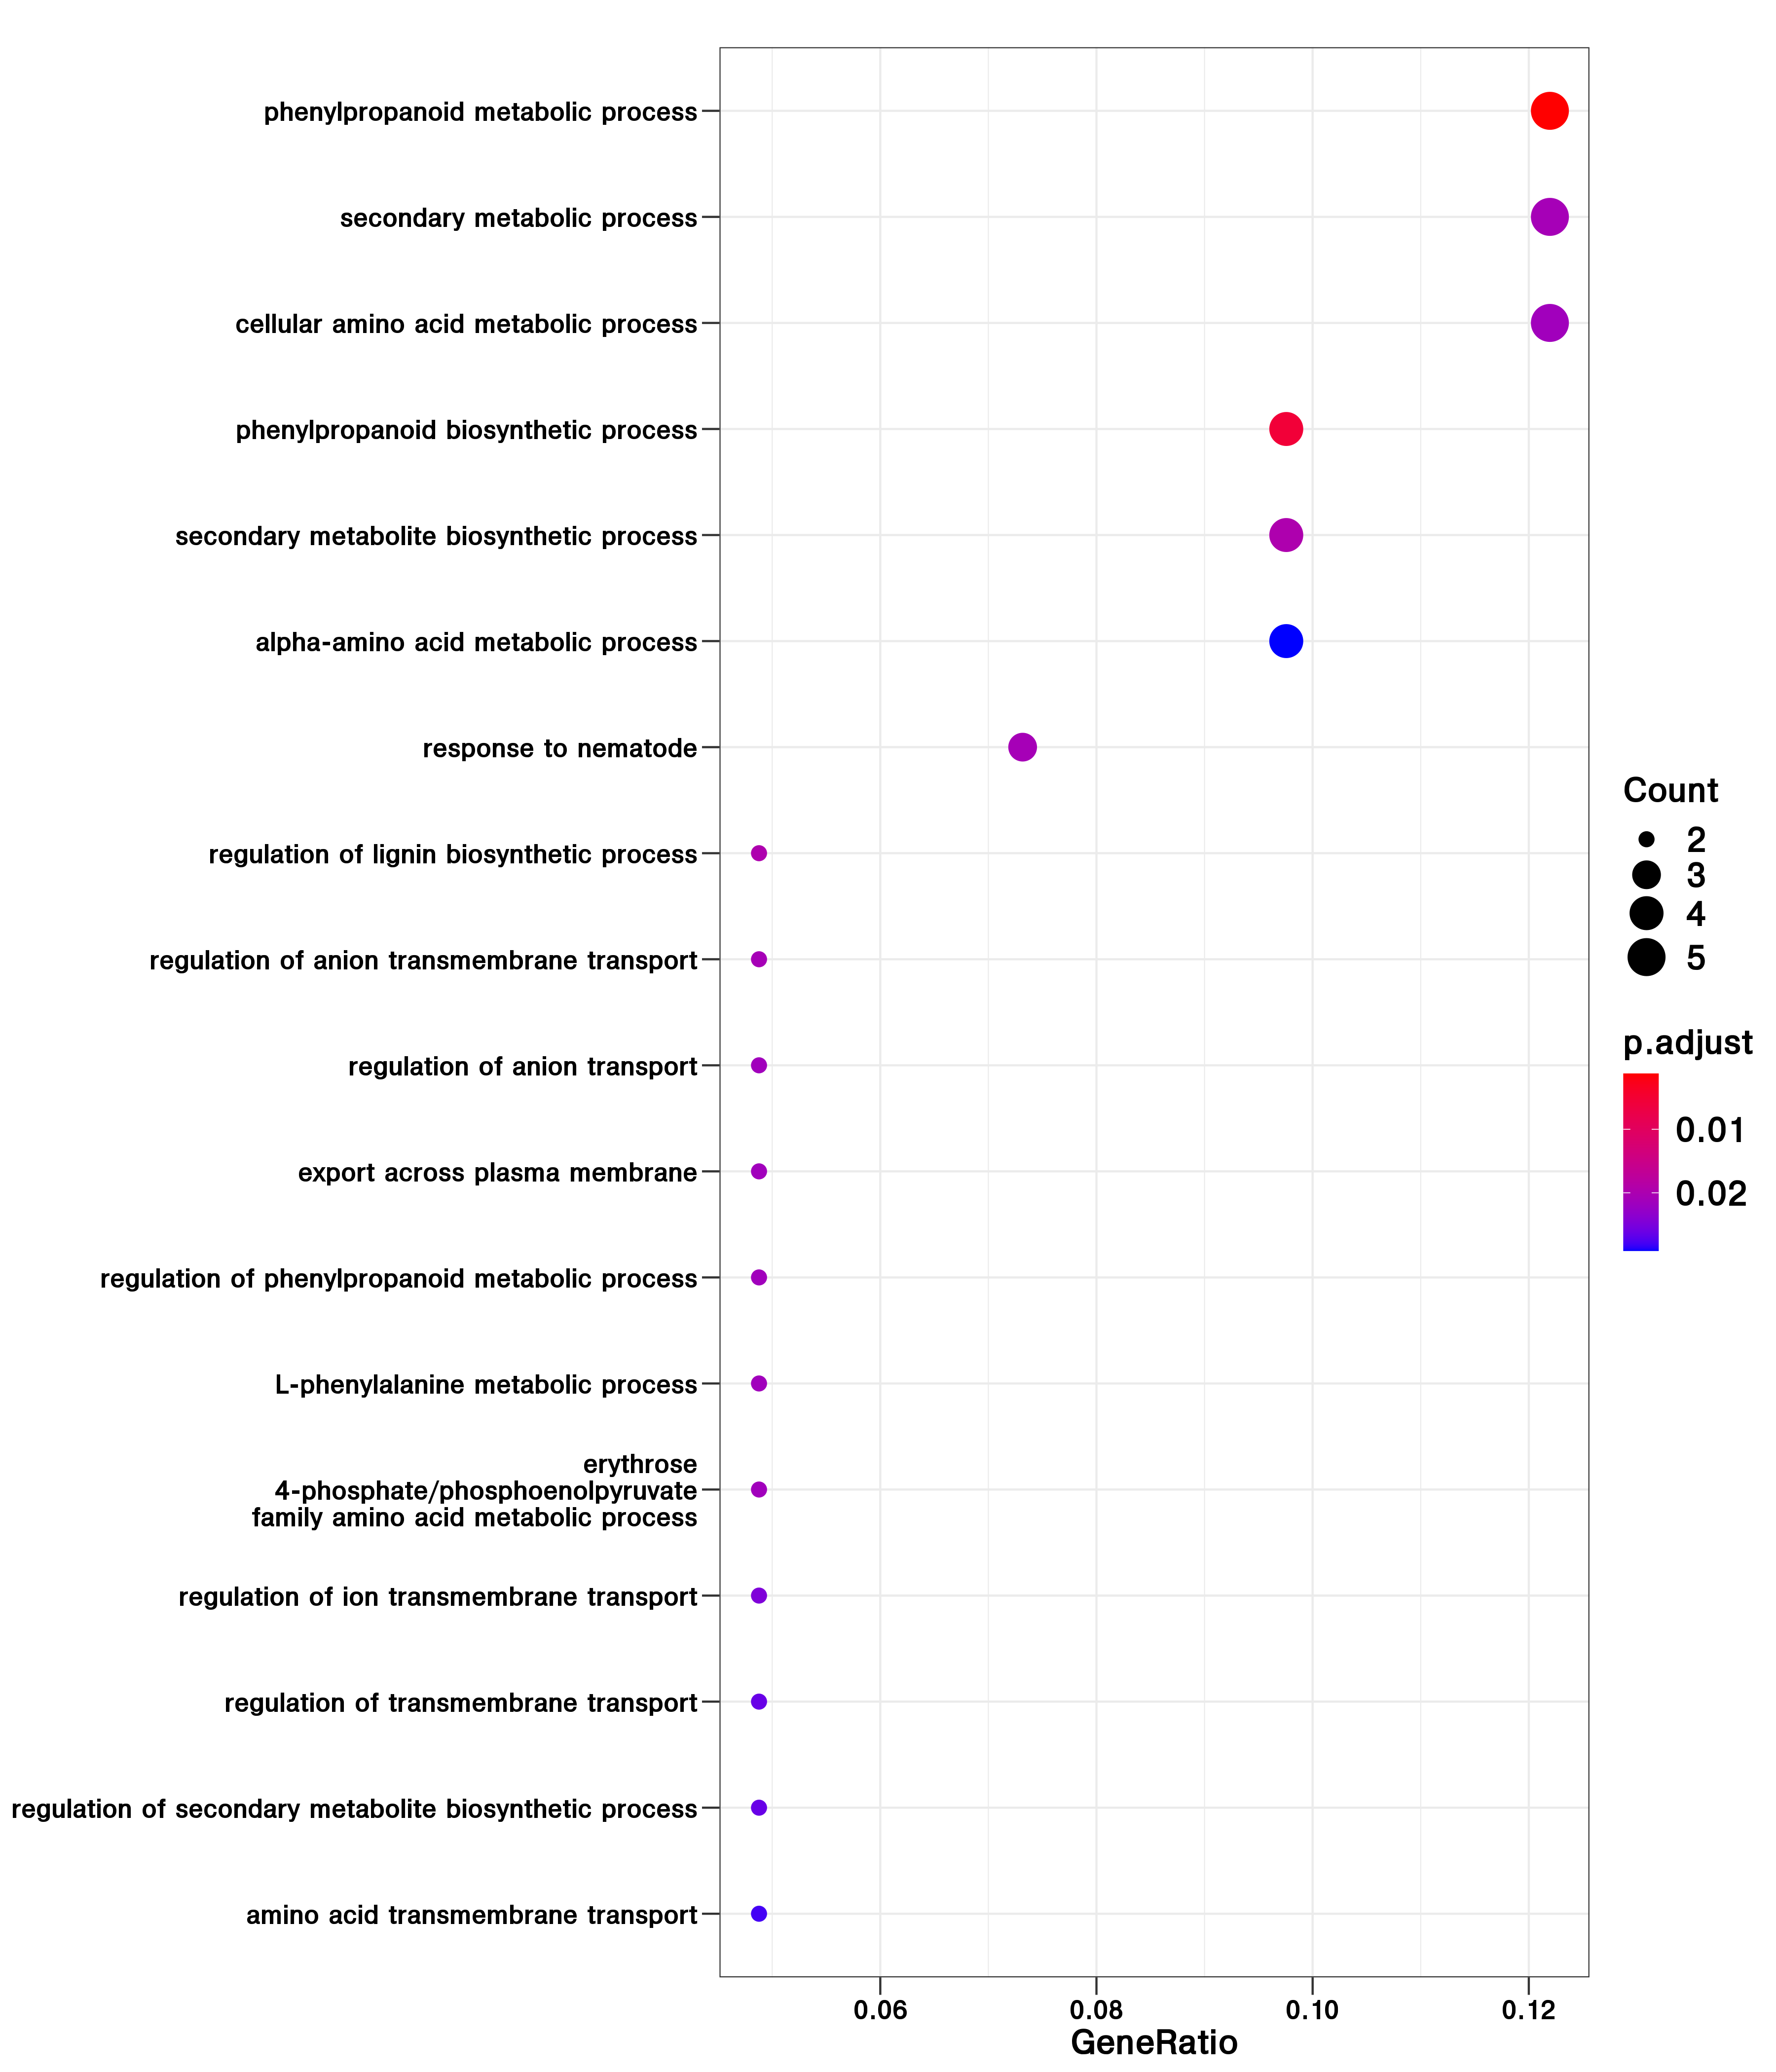 phenylpropanoid metabolic process
secondary metabolic process
cellular amino acid metabolic process
phenylpropanoid biosynthetic process
secondary metabolite biosynthetic process
alpha-amino acid metabolic process
response to nematode
regulation of lignin biosynthetic process
regulation of anion transmembrane transport
regulation of anion transport
export across plasma membrane
regulation of phenylpropanoid metabolic process
L-phenylalanine metabolic process
erythrose
4-phosphate/phosphoenolpyruvate
family amino acid metabolic process
regulation of ion transmembrane transport
regulation of transmembrane transport
regulation of secondary metabolite biosynthetic process
amino acid transmembrane transport
0.06 0.08 0.10 0.12
GeneRatio
Count
2
3
4
5
p.adjust
0.01
0.02